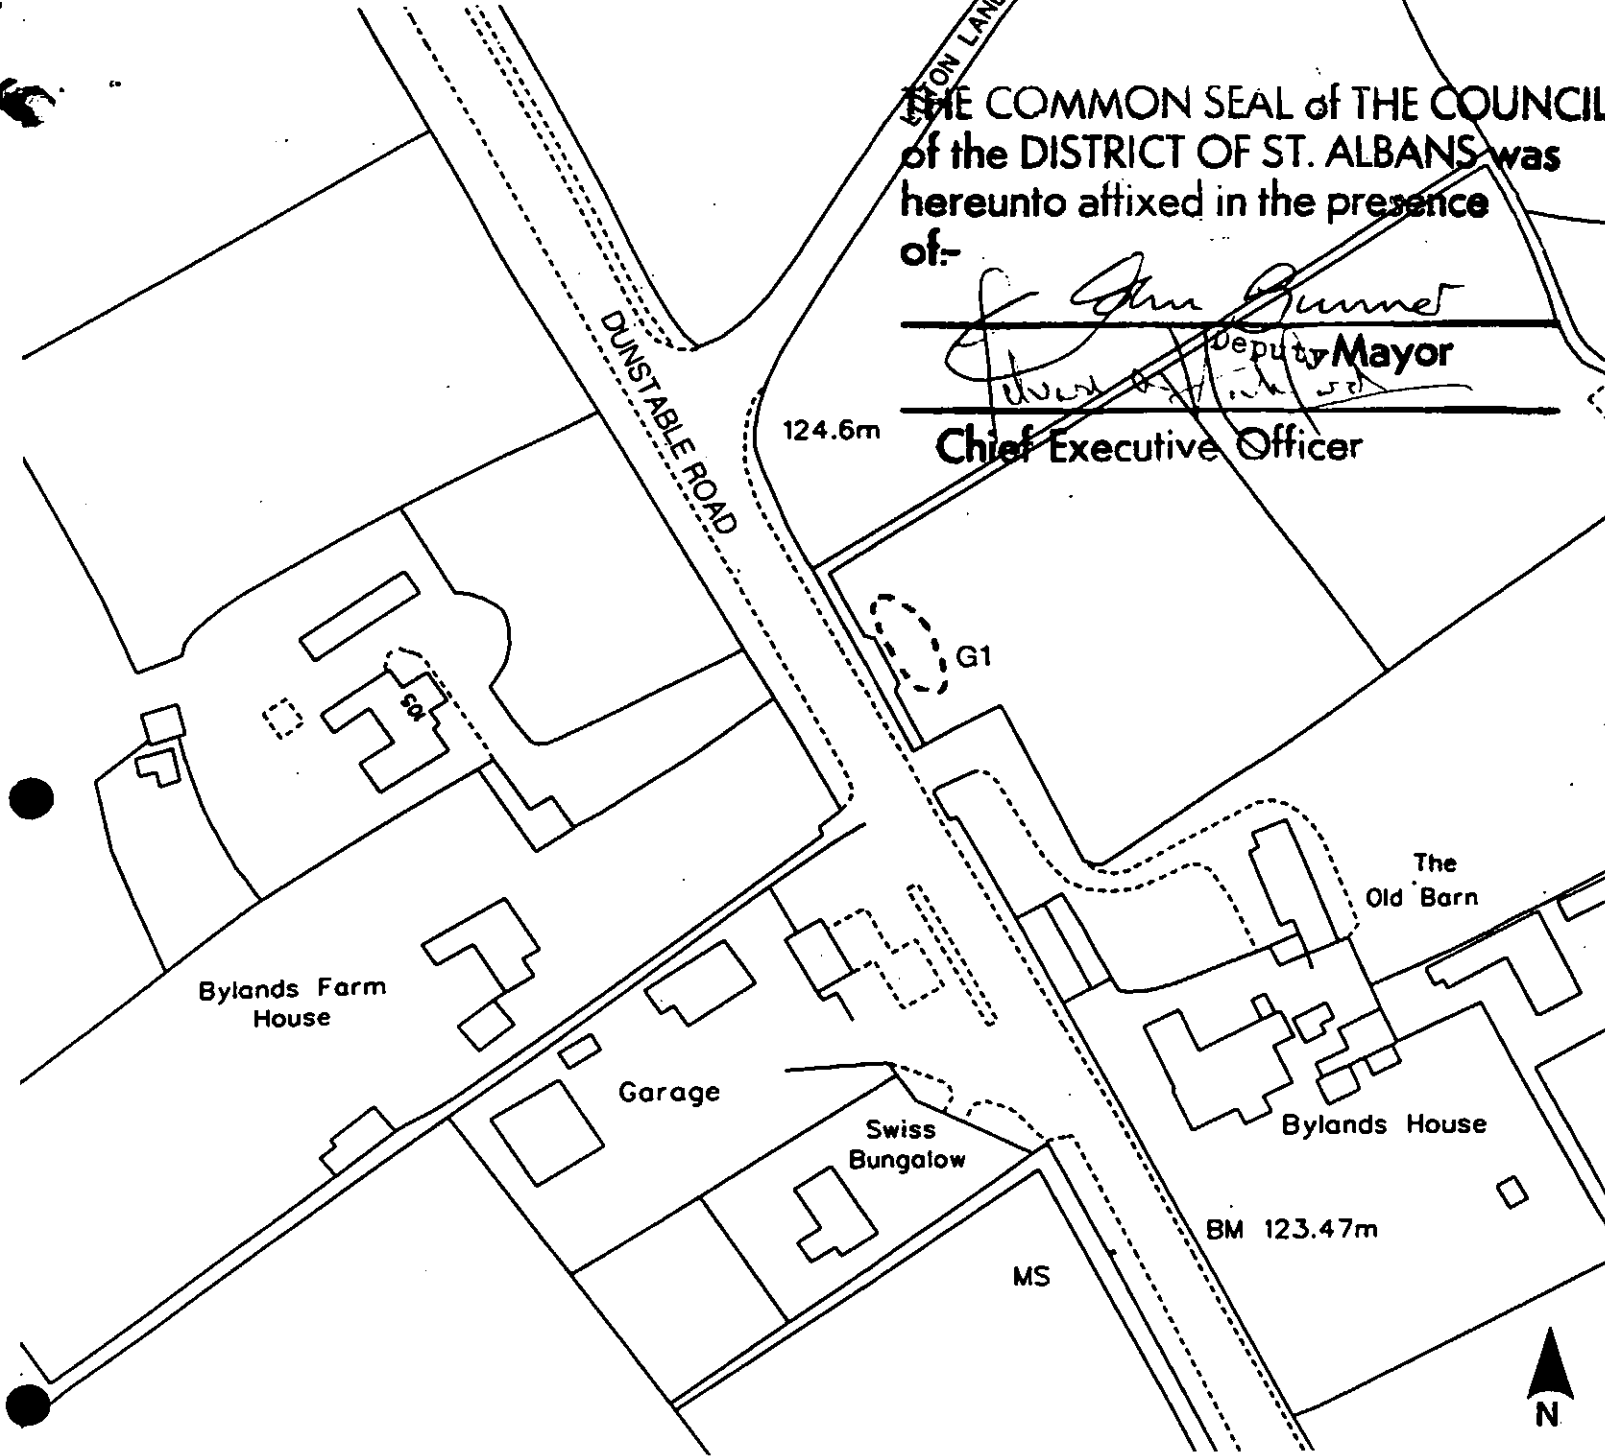 THE COMMON SEAL of THE COUNCIL
of the DISTRICT OF ST. ALBANS was
hereunto affixed in the presence
of:-
Deputy Mayor
Chief Executive Officer
DUNSTABLE ROAD
124.6m
G1
105
The
Old Barn
Bylands Farm
House
Garage
Swiss
Bungalow
Bylands House
BM 123.47m
MS
N